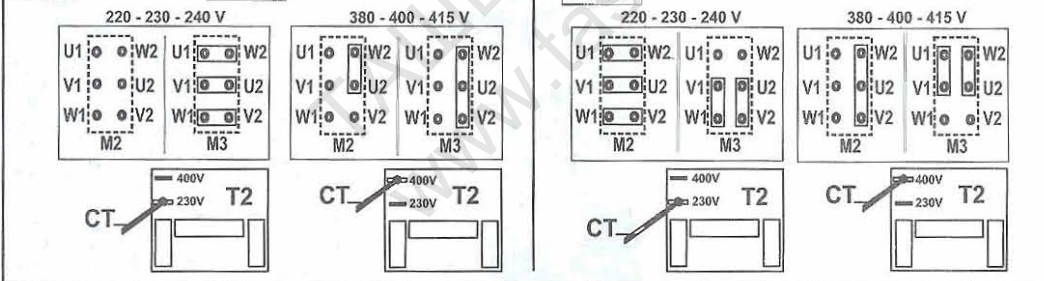 220 - 230 - 240 V 380 - 400 - 415 V 220 - 230 - 240 V 380 - 400 - 415 V
U1 W2 U1 W2 U1 W2 U1 W2 U1 W2 U1 W2 U1 W2 U1 W2
V1 U2 V1 U2 V1 U2 V1 U2 V1 U2 V1 U2 V1 U2 V1 U2
W1 V2 W1 V2 W1 V2 W1 V2 W1 V2 W1 V2 W1 V2 W1 V2
M2 M3 M2 M3 M2 M3 M2 M3
400V 400V 400V 400V
CT 230V T2 CT 230V T2 CT 230V T2 CT 230V T2